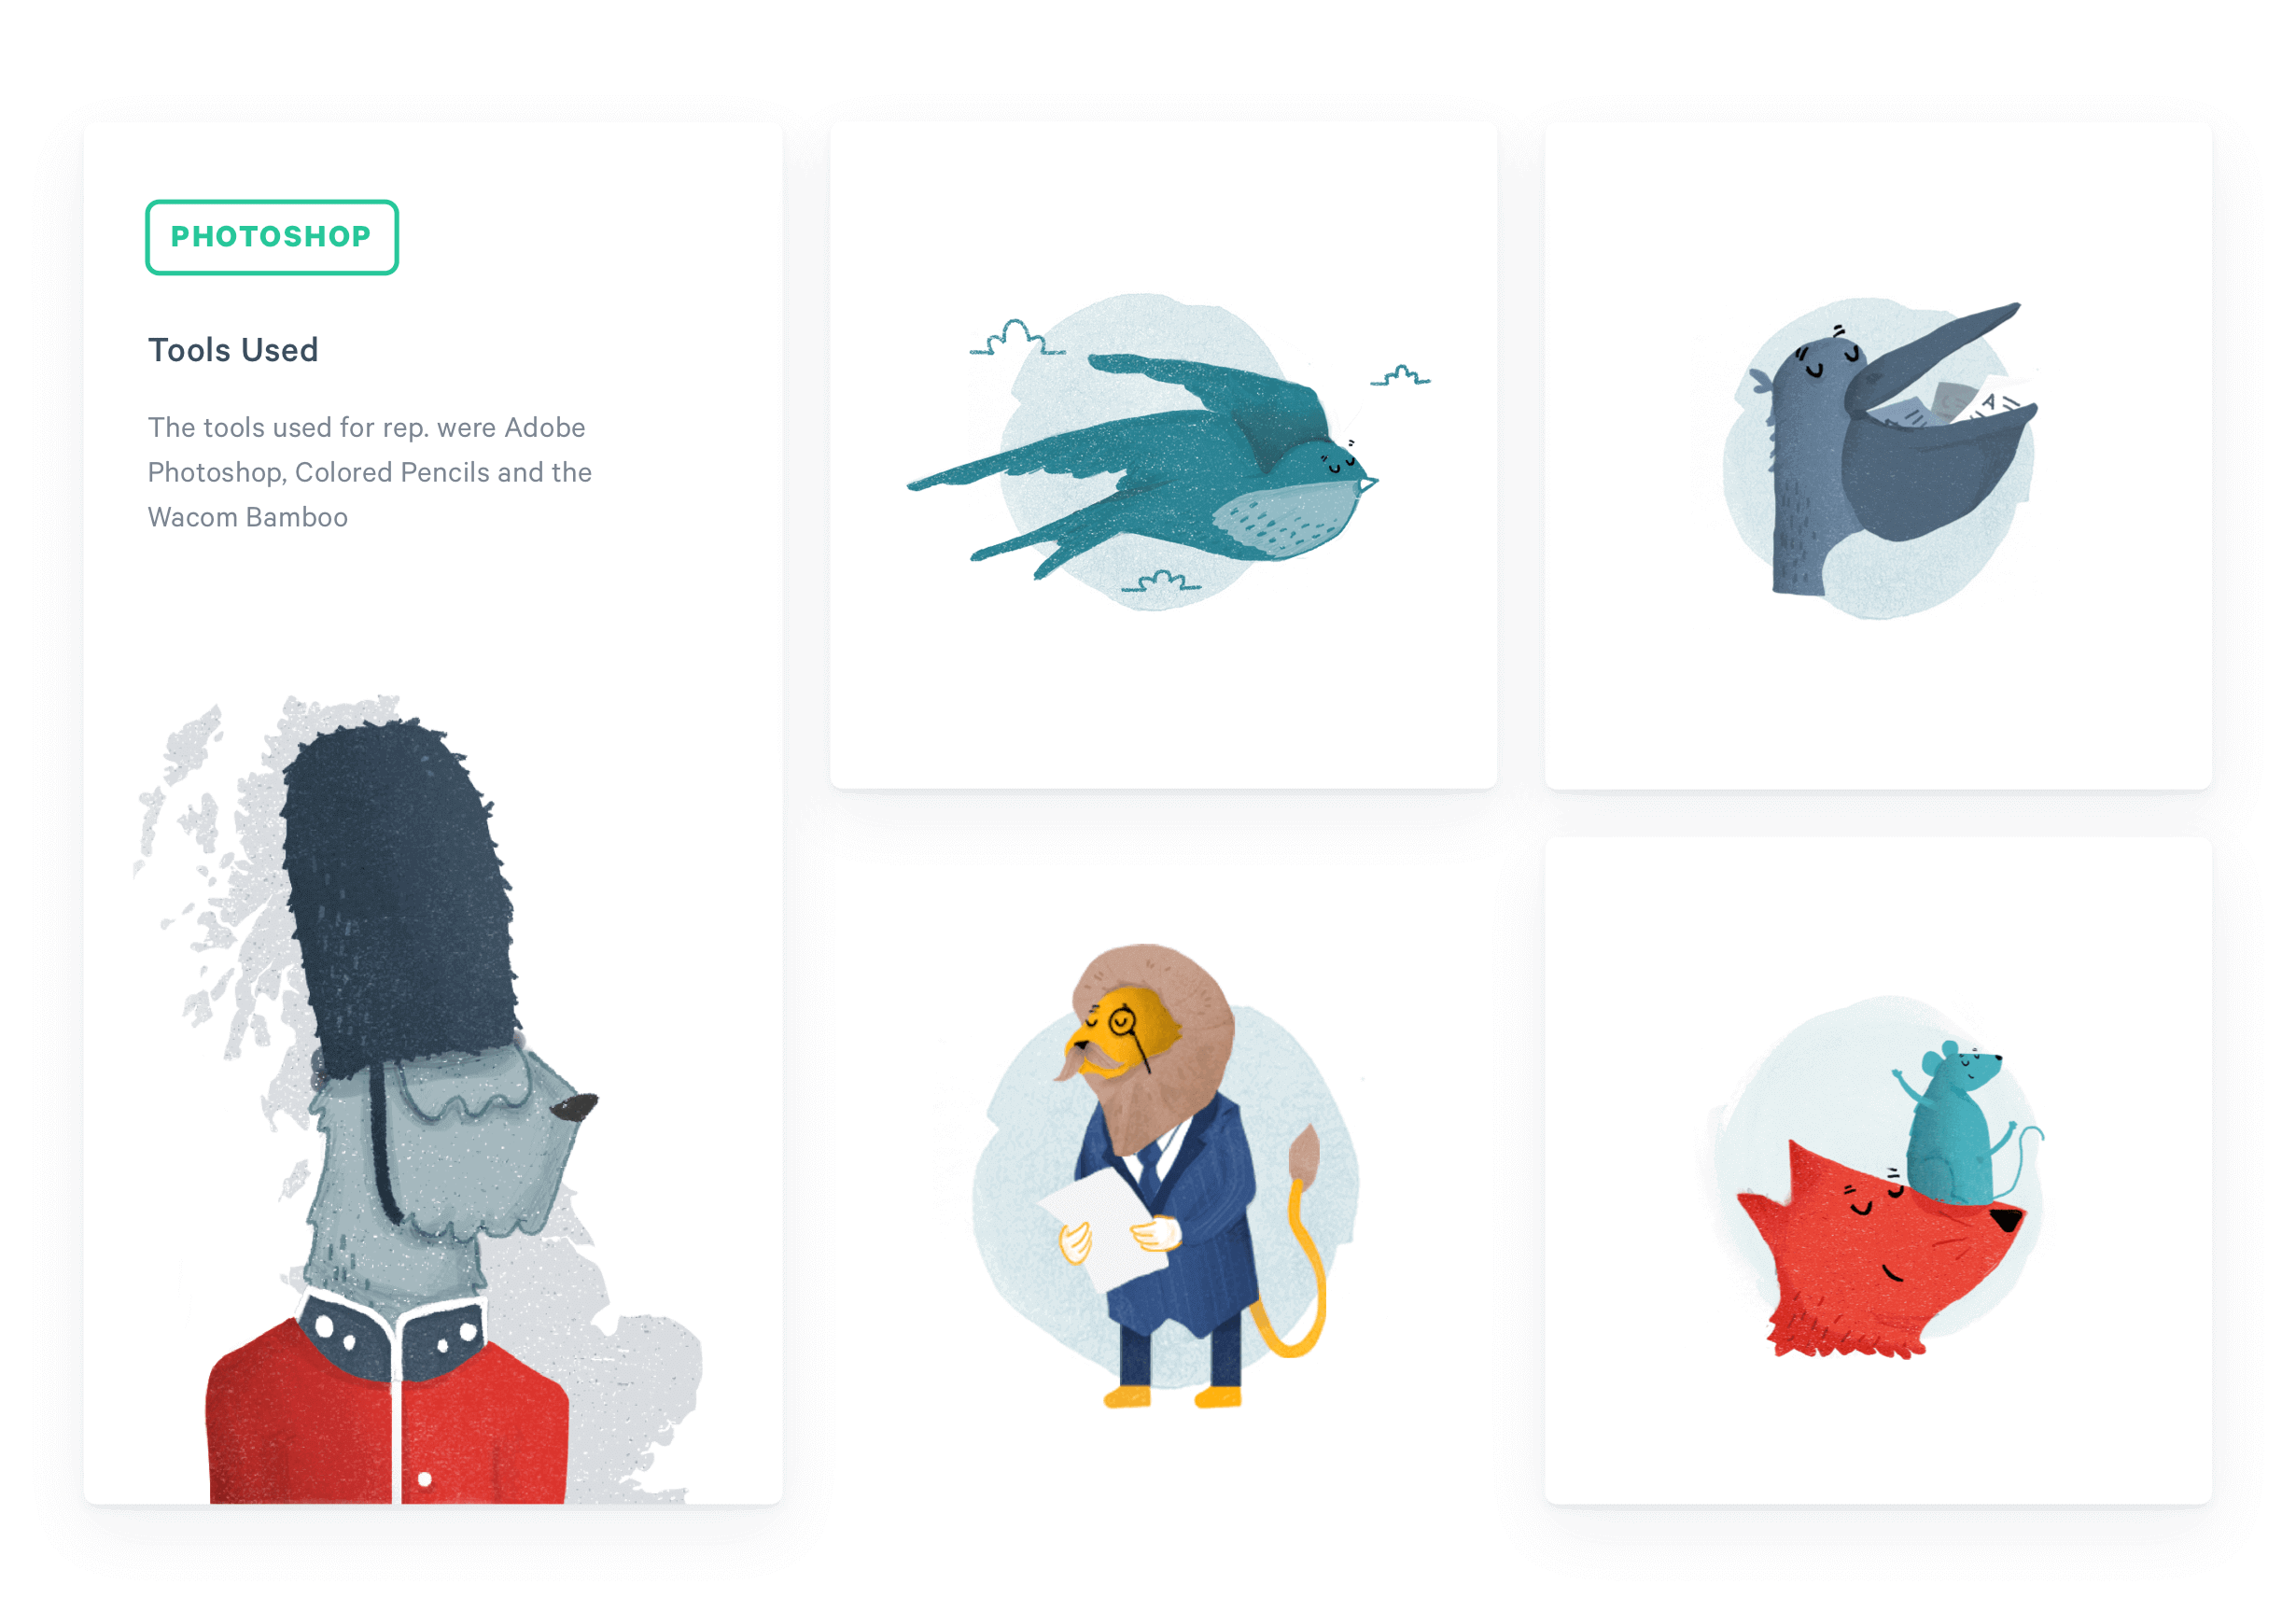 PHOTOSHOP
Tools Used
The tools used for rep. were Adobe
Photoshop, Colored Pencils and the
Wacom Bamboo
A